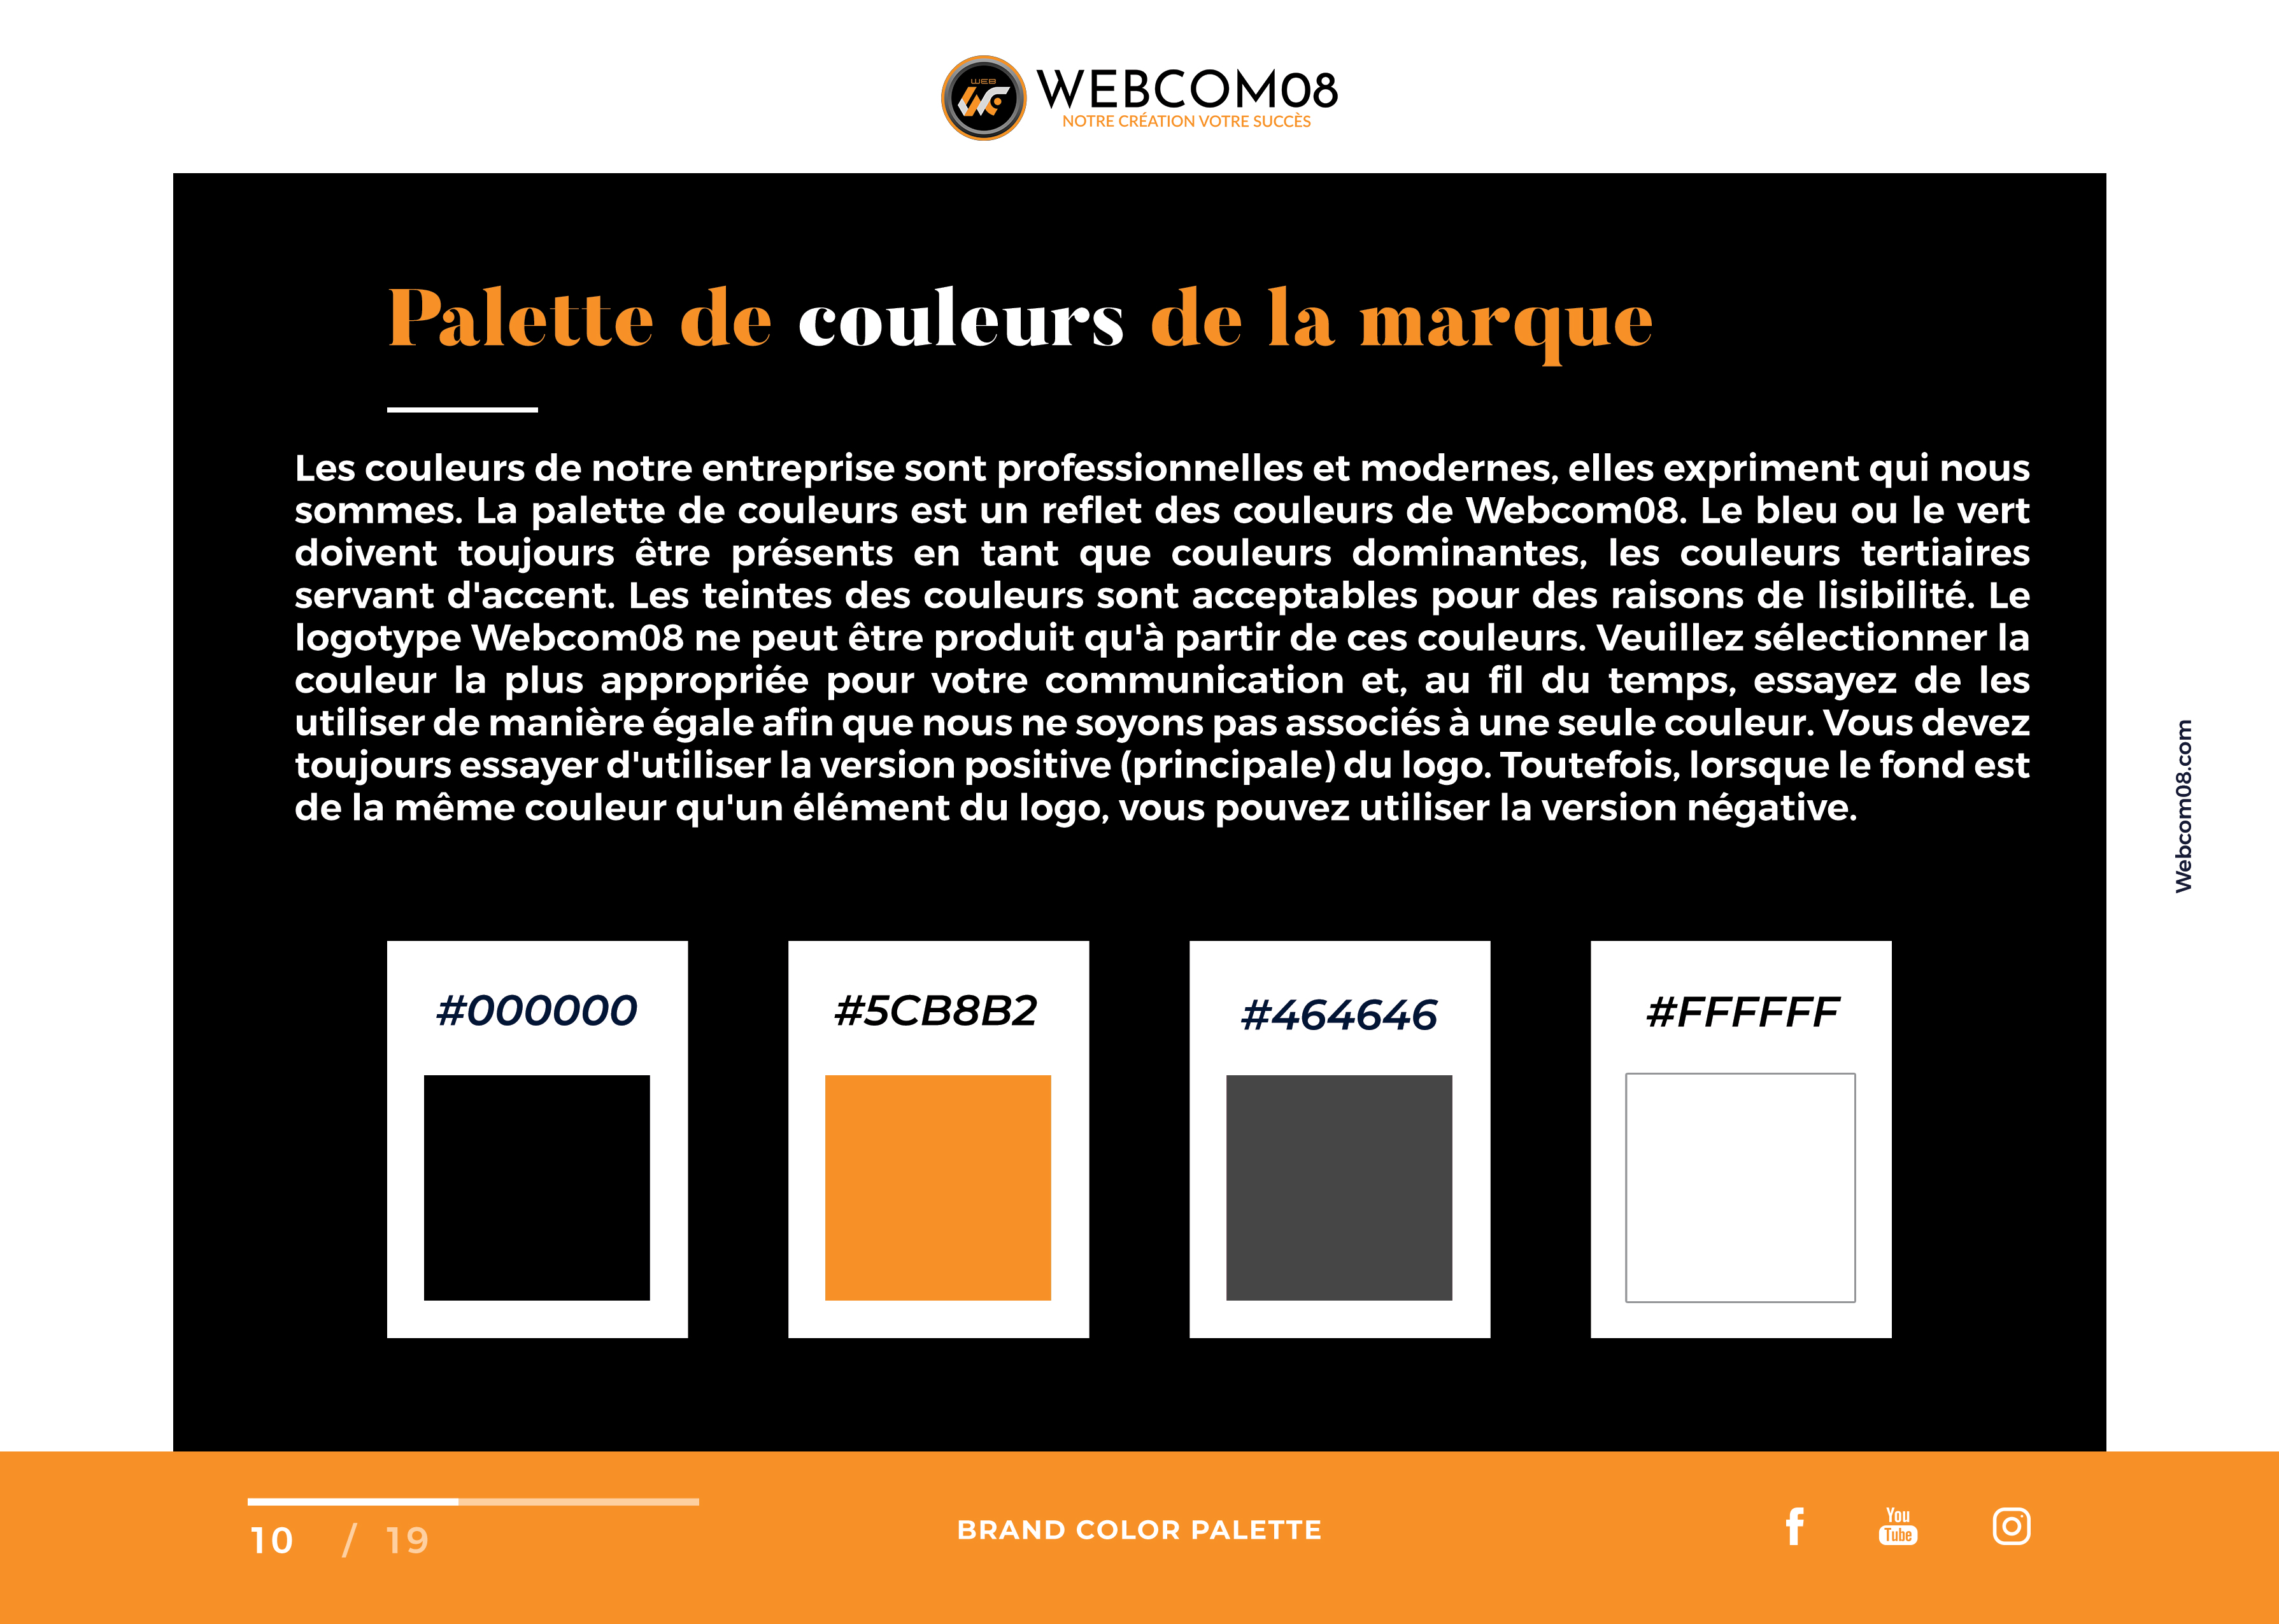 WEB
WEBCOM08
NOTRE CRÉATION VOTRE SUCCÈS
Palette de couleurs de la marque
Les couleurs de notre entreprise sont professionnelles et modernes, elles expriment qui nous
sommes. La palette de couleurs est un reflet des couleurs de Webcom08. Le bleu ou le vert
doivent toujours être présents en tant que couleurs dominantes, les couleurs tertiaires
servant d'accent. Les teintes des couleurs sont acceptables pour des raisons de lisibilité. Le
logotype Webcom08 ne peut être produit qu'à partir de ces couleurs. Veuillez sélectionner la
couleur la plus appropriée pour votre communication et, au fil du temps, essayez de les
utiliser de manière égale afin que nous ne soyons pas associés à une seule couleur. Vous devez
toujours essayer d'utiliser la version positive (principale) du logo. Toutefois, lorsque le fond est
de la même couleur qu'un élément du logo, vous pouvez utiliser la version négative.
Webcom08.com
#000000
#5CB8B2
#464646
#FFFFFF
10 / 19
BRAND COLOR PALETTE
You
Tube